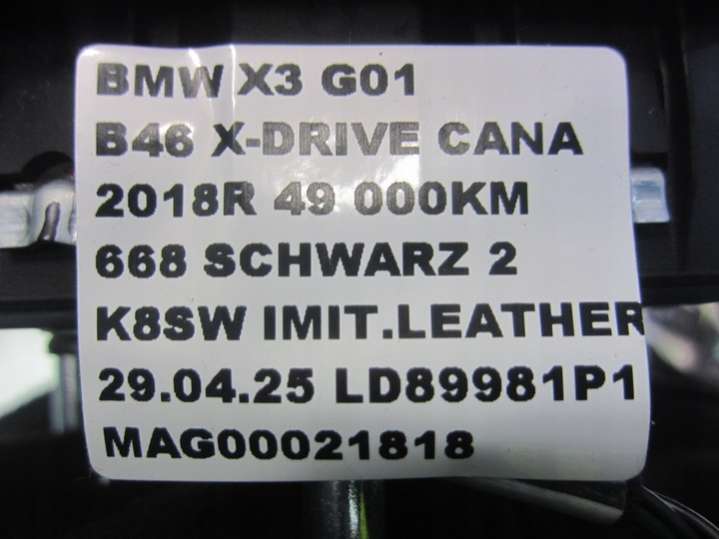 BMW X3 G01
B46 X-DRIVE CANA
2018R 49 000KM
668 SCHWARZ 2
K8SW IMIT.LEATHER
29.04.25 LD89981P1
MAG00021818